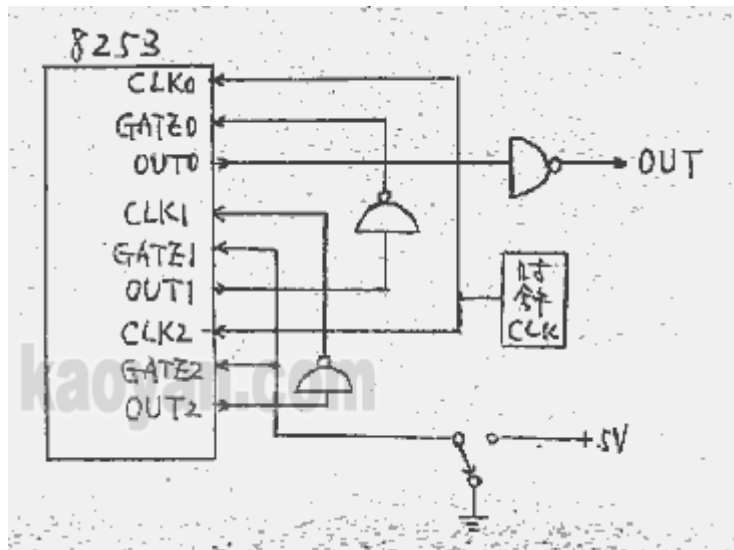 8253
CLK0
GATE0
OUT0
OUT
CLK1
GATE1
OUT1
时钟
CLK
CLK2
GATE2
kaoyan.com
OUT2
+5V